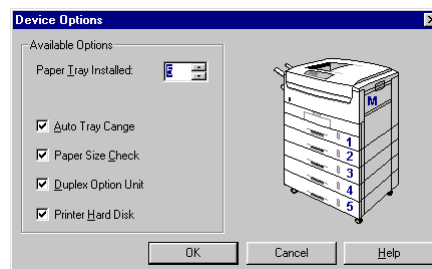 Device Options
Available Options
Paper Tray Installed: 5
Auto Tray Cange
Paper Size Check
Duplex Option Unit
Printer Hard Disk
M
1
2
3
4
5
OK Cancel Help